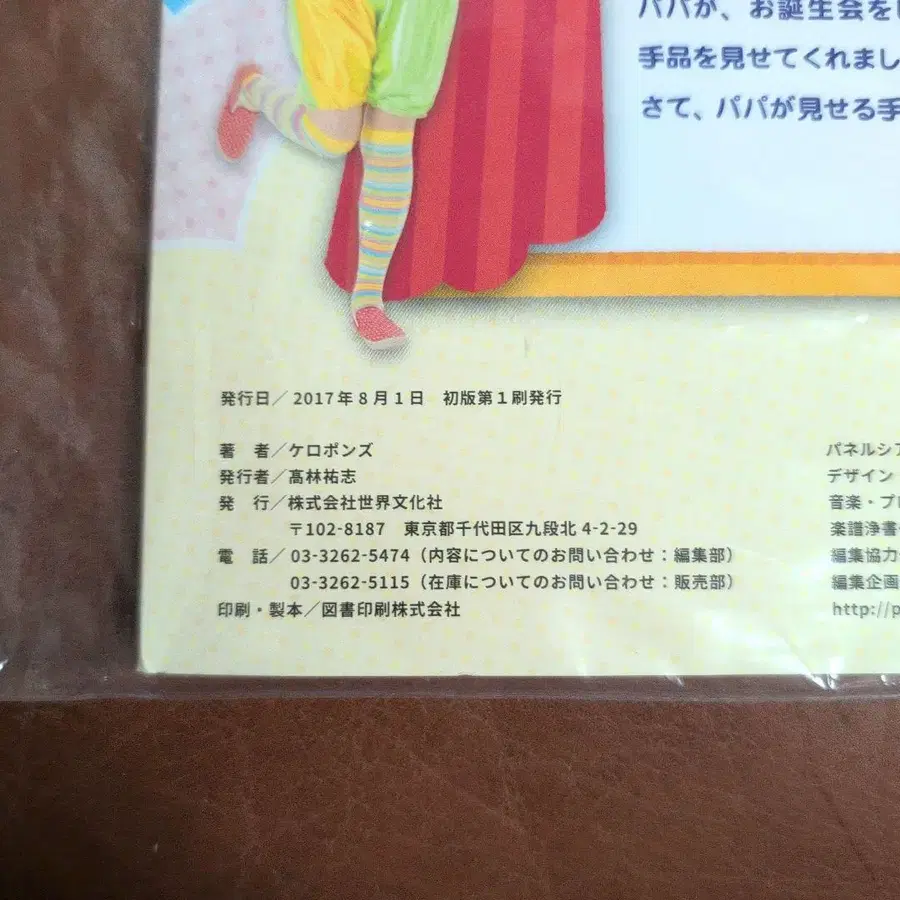 パパが、お誕生会を
手品を見せてくれまし
さて、パパが見せる手
発行日／2017年8月1日　初版第1刷発行
著　者／ケロポンズ
発行者／髙林祐志
発　行／株式会社世界文化社
〒102-8187　東京都千代田区九段北4-2-29
電　話／03-3262-5474（内容についてのお問い合わせ：編集部）
03-3262-5115（在庫についてのお問い合わせ：販売部）
印刷・製本／図書印刷株式会社
パネルシア
デザイン
音楽・プレ
楽譜浄書
編集協力
編集企画
http://p